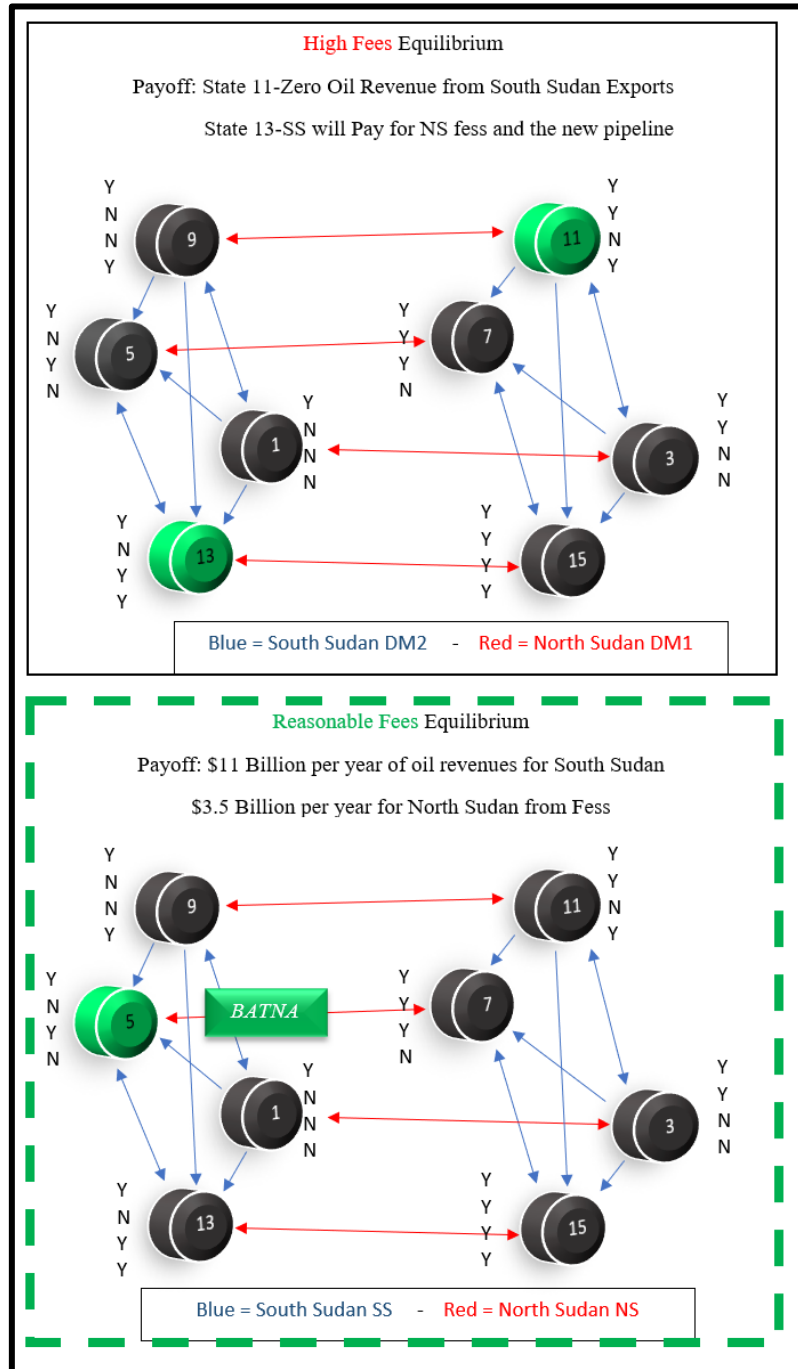 High Fees Equilibrium
Payoff: State 11-Zero Oil Revenue from South Sudan Exports
State 13-SS will Pay for NS fess and the new pipeline
Y
N
N
Y
9
11
Y
Y
N
Y
Y
N
Y
N
5
7
Y
Y
Y
N
1
Y
N
N
N
3
Y
Y
N
N
Y
N
Y
Y
13
15
Y
Y
Y
Y
Blue = South Sudan DM2 - Red = North Sudan DM1
Reasonable Fees Equilibrium
Payoff: $11 Billion per year of oil revenues for South Sudan
$3.5 Billion per year for North Sudan from Fess
Y
N
N
Y
9
11
Y
Y
N
Y
Y
N
Y
N
5
BATNA
7
Y
Y
Y
N
1
Y
N
N
N
3
Y
Y
N
N
Y
N
Y
Y
13
15
Y
Y
Y
Y
Blue = South Sudan SS - Red = North Sudan NS